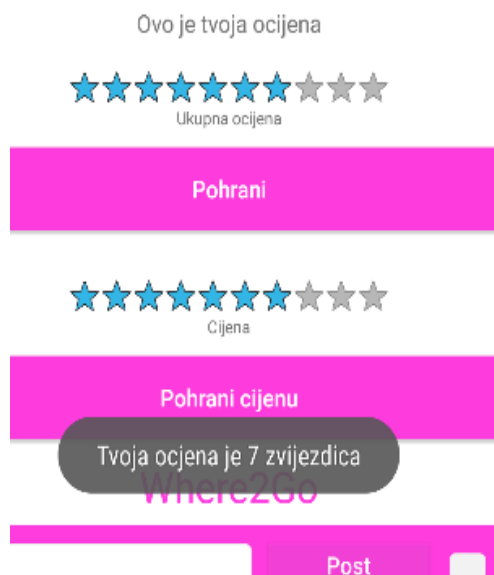 Ovo je tvoja ocijena
Ukupna ocijena
Pohrani
Cijena
Pohrani cijenu
Tvoja ocjena je 7 zvijezdica
Where2Go
Post